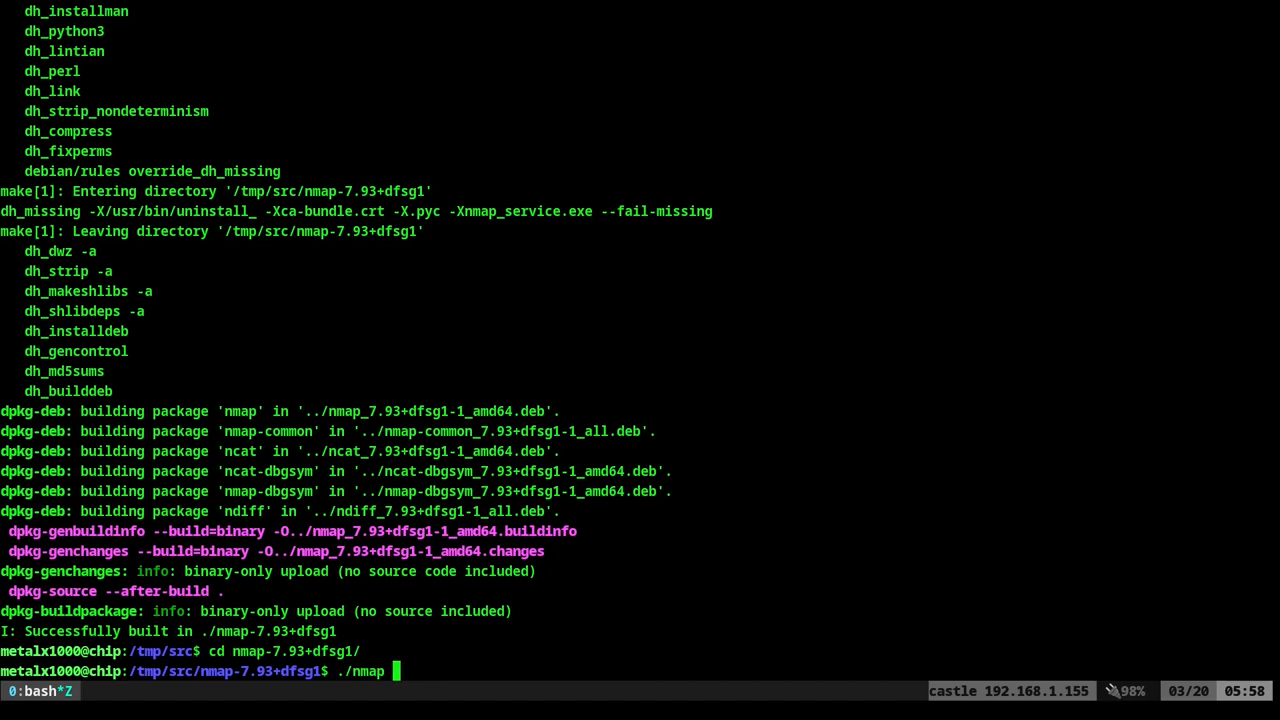 dh_installman
dh_python3
dh_lintian
dh_perl
dh_link
dh_strip_nondeterminism
dh_compress
dh_fixperms
debian/rules override_dh_missing
make[1]: Entering directory '/tmp/src/nmap-7.93+dfsg1'
dh_missing -X/usr/bin/uninstall_ -Xca-bundle.crt -X.pyc -Xnmap_service.exe --fail-missing
make[1]: Leaving directory '/tmp/src/nmap-7.93+dfsg1'
dh_dwz -a
dh_strip -a
dh_makeshlibs -a
dh_shlibdeps -a
dh_installdeb
dh_gencontrol
dh_md5sums
dh_builddeb
dpkg-deb: building package 'nmap' in '../nmap_7.93+dfsg1-1_amd64.deb'.
dpkg-deb: building package 'nmap-common' in '../nmap-common_7.93+dfsg1-1_all.deb'.
dpkg-deb: building package 'ncat' in '../ncat_7.93+dfsg1-1_amd64.deb'.
dpkg-deb: building package 'ncat-dbgsym' in '../ncat-dbgsym_7.93+dfsg1-1_amd64.deb'.
dpkg-deb: building package 'nmap-dbgsym' in '../nmap-dbgsym_7.93+dfsg1-1_amd64.deb'.
dpkg-deb: building package 'ndiff' in '../ndiff_7.93+dfsg1-1_all.deb'.
dpkg-genbuildinfo --build=binary -O../nmap_7.93+dfsg1-1_amd64.buildinfo
dpkg-genchanges --build=binary -O../nmap_7.93+dfsg1-1_amd64.changes
dpkg-genchanges: info: binary-only upload (no source code included)
dpkg-source --after-build .
dpkg-buildpackage: info: binary-only upload (no source included)
I: Successfully built in ./nmap-7.93+dfsg1
metalx1000@chip:/tmp/src$ cd nmap-7.93+dfsg1/
metalx1000@chip:/tmp/src/nmap-7.93+dfsg1$ ./nmap
0:bash*Z castle 192.168.1.155 98% 03/20 05:58